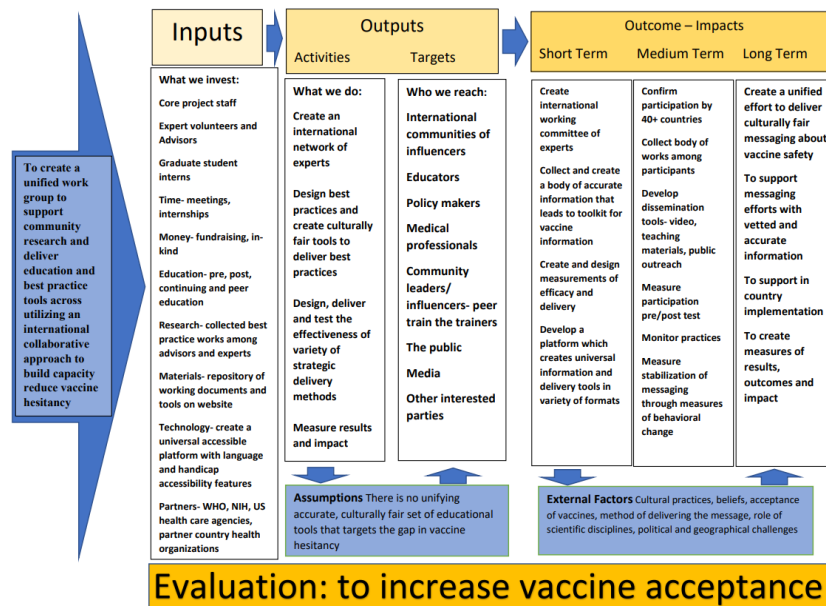 To create a
unified work
group to
support
community
research and
deliver
education and
best practice
tools across
utilizing an
international
collaborative
approach to
build capacity
reduce vaccine
hesitancy
Inputs
What we invest:
Core project staff
Expert volunteers and
Advisors
Graduate student
interns
Time- meetings,
internships
Money- fundraising, in-
kind
Education- pre, post,
continuing and peer
education
Research- collected best
practice works among
advisors and experts
Materials- repository of
working documents and
tools on website
Technology- create a
universal accessible
platform with language
and handicap
accessibility features
Partners- WHO, NIH, US
health care agencies,
partner country health
organizations
Outputs
Activities
Targets
What we do:
Create an
international
network of
experts
Design best
practices and
create culturally
fair tools to
deliver best
practices
Design, deliver
and test the
effectiveness of
variety of
strategic
delivery
methods
Measure results
and impact
Who we reach:
International
communities of
influencers
Educators
Policy makers
Medical
professionals
Community
leaders/
influencers- peer
train the trainers
The public
Media
Other interested
parties
Assumptions There is no unifying
accurate, culturally fair set of educational
tools that targets the gap in vaccine
hesitancy
Outcome – Impacts
Short Term
Medium Term
Long Term
Create
international
working
committee of
experts
Collect and create
a body of accurate
information that
leads to toolkit for
vaccine
information
Create and design
measurements of
efficacy and
delivery
Develop a
platform which
creates universal
information and
delivery tools in
variety of formats
Confirm
participation by
40+ countries
Collect body of
works among
participants
Develop
dissemination
tools- video,
teaching
materials, public
outreach
Measure
participation
pre/post test
Monitor practices
Measure
stabilization of
messaging
through measures
of behavioral
change
Create a unified
effort to deliver
culturally fair
messaging about
vaccine safety
To support
messaging
efforts with
vetted and
accurate
information
To support in
country
implementation
To create
measures of
results,
outcomes and
impact
External Factors Cultural practices, beliefs, acceptance
of vaccines, method of delivering the message, role of
scientific disciplines, political and geographical challenges
Evaluation: to increase vaccine acceptance